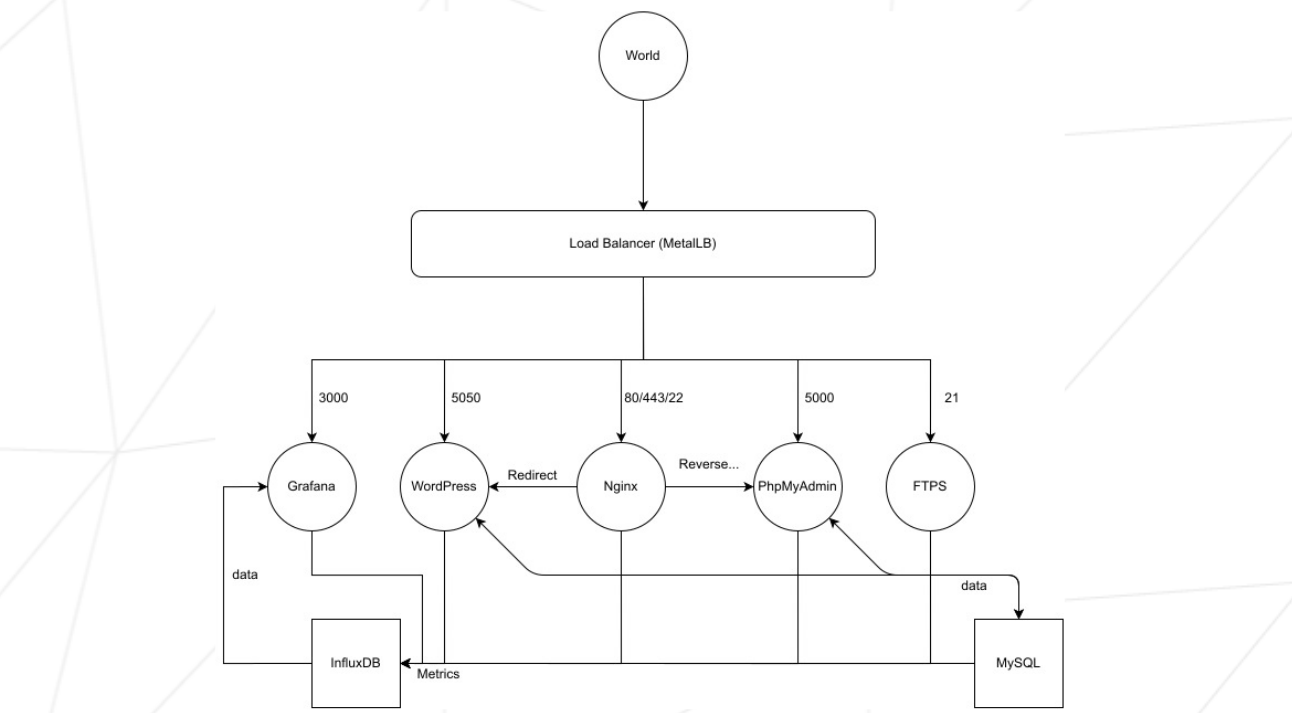 World
Load Balancer (MetalLB)
3000
5050
80/443/22
5000
21
Grafana
WordPress
Redirect
Nginx
Reverse...
PhpMyAdmin
FTPS
data
data
InfluxDB
Metrics
MySQL